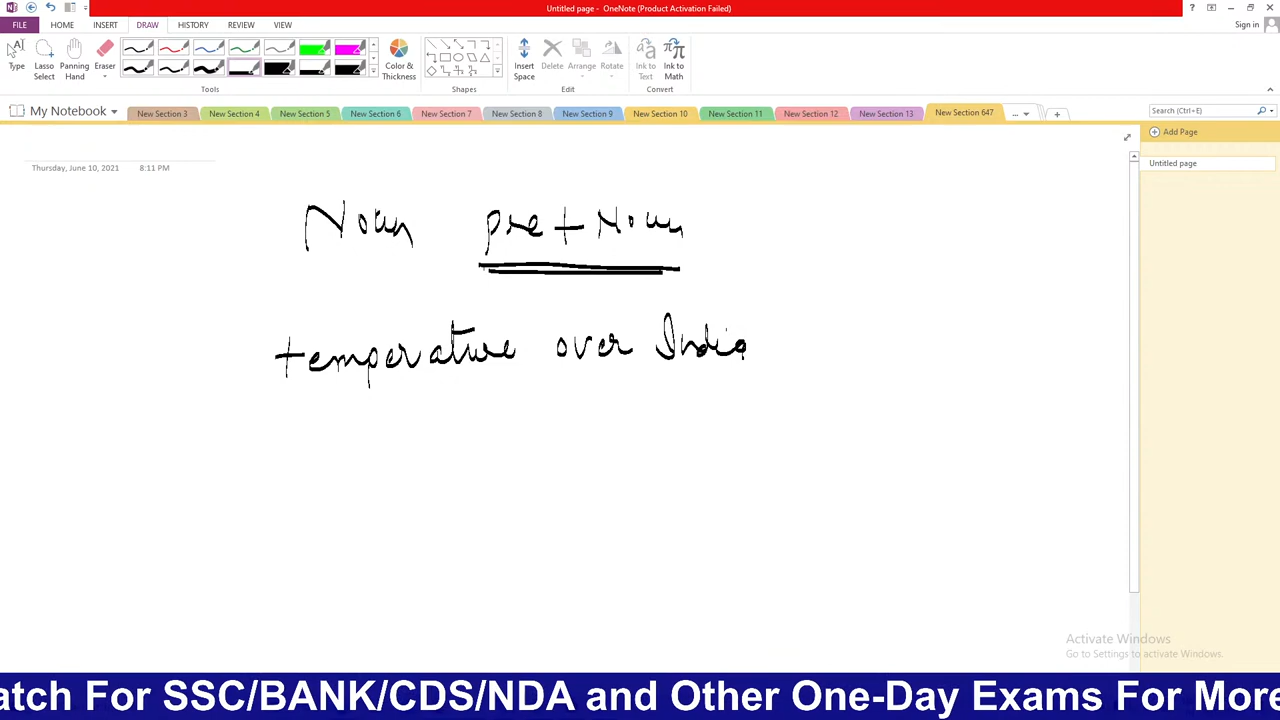 Untitled page - OneNote (Product Activation Failed)
Sign in
FILE HOME INSERT DRAW HISTORY REVIEW VIEW
Type Lasso Select Panning Hand Eraser Color & Thickness Insert Space Delete Arrange Rotate Ink to Text Ink to Math
Tools Shapes Edit Convert
My Notebook New Section 3 New Section 4 New Section 5 New Section 6 New Section 7 New Section 8 New Section 9 New Section 10 New Section 11 New Section 12 New Section 13 New Section 647 ... Search (Ctrl+E)
Add Page
Untitled page
Thursday, June 10, 2021 8:11 PM
Noun pre + Noun
temperature over India
Activate Windows
Go to Settings to activate Windows.
atch For SSC/BANK/CDS/NDA and Other One-Day Exams For More